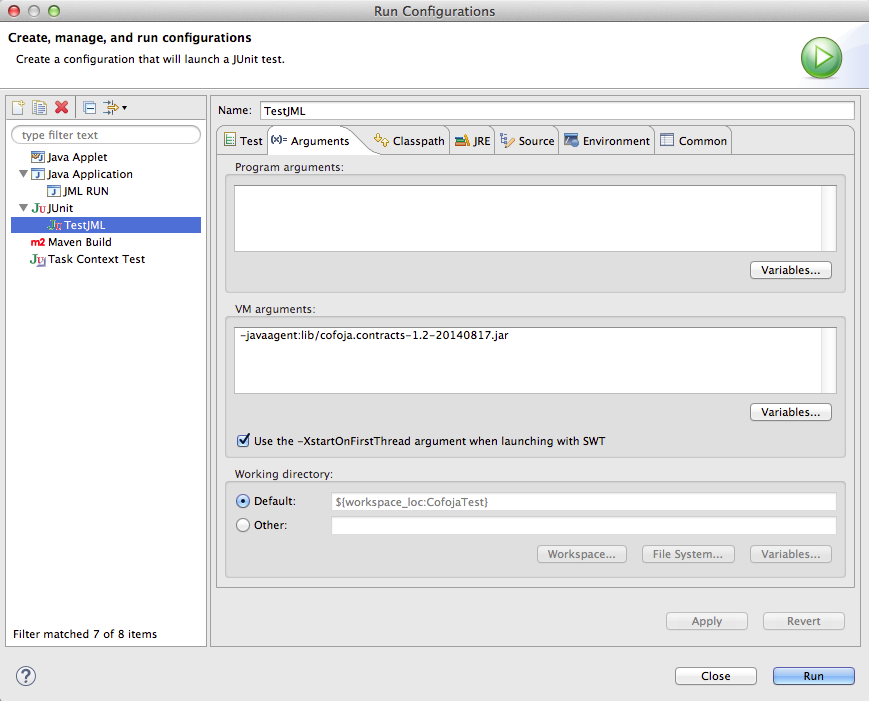 Run Configurations
Create, manage, and run configurations
Create a configuration that will launch a JUnit test.
type filter text
Java Applet
Java Application
JML RUN
JUnit
TestJML
Maven Build
Task Context Test
Filter matched 7 of 8 items
Name: TestJML
Test (x)= Arguments Classpath JRE Source Environment Common
Program arguments:
Variables...
VM arguments:
-javaagent:lib/cofoja.contracts-1.2-20140817.jar
Variables...
Use the -XstartOnFirstThread argument when launching with SWT
Working directory:
Default: ${workspace_loc:CofojaTest}
Other:
Workspace... File System... Variables...
Apply Revert
? Close Run